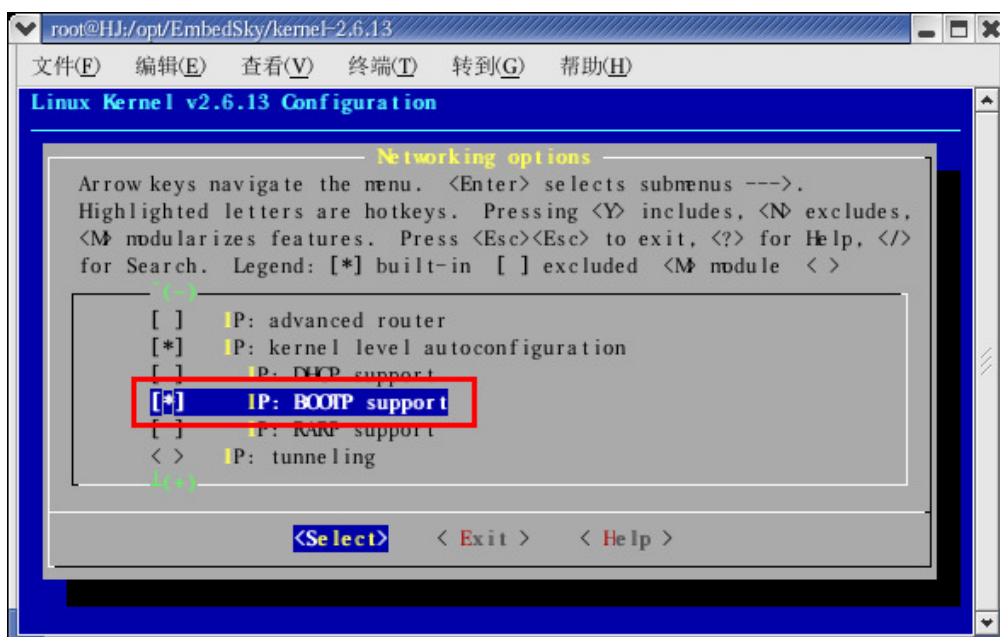 root@HJ:/opt/EmbedSky/kernel-2.6.13
文件(F) 编辑(E) 查看(V) 终端(T) 转到(G) 帮助(H)
Linux Kernel v2.6.13 Configuration
Networking options
Arrow keys navigate the menu. <Enter> selects submenus --->.
Highlighted letters are hotkeys. Pressing <Y> includes, <N> excludes,
<M> modularizes features. Press <Esc><Esc> to exit, <?> for Help, </>
for Search. Legend: [*] built-in [ ] excluded <M> module < >
^(-)
[ ] IP: advanced router
[*] IP: kernel level autoconfiguration
[ ] IP: DHCP support
[*] IP: BOOTP support
[ ] IP: RARP support
< > IP: tunneling
┴(+)
<Select> < Exit > < Help >